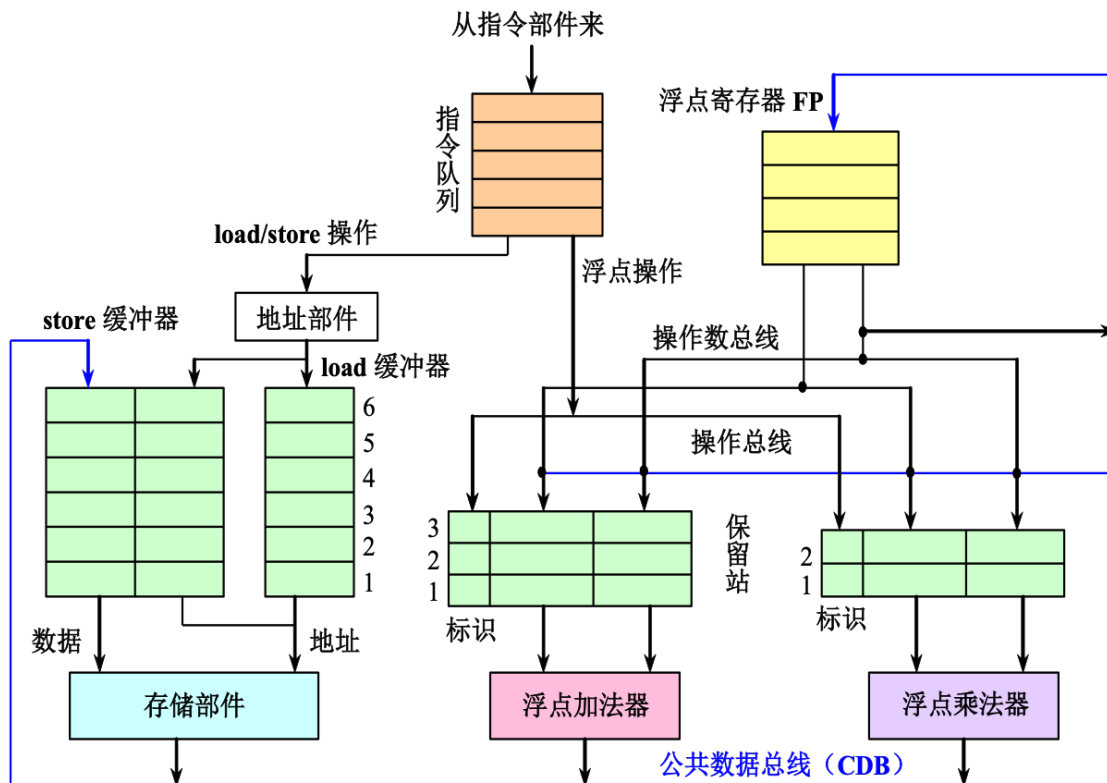 从指令部件来
浮点寄存器 FP
指令队列
load/store 操作
浮点操作
地址部件
store 缓冲器
操作数总线
load 缓冲器
6
5
4
3
2
1
操作总线
3
2
1
保留站
2
1
标识
标识
数据
地址
存储部件
浮点加法器
浮点乘法器
公共数据总线（CDB）